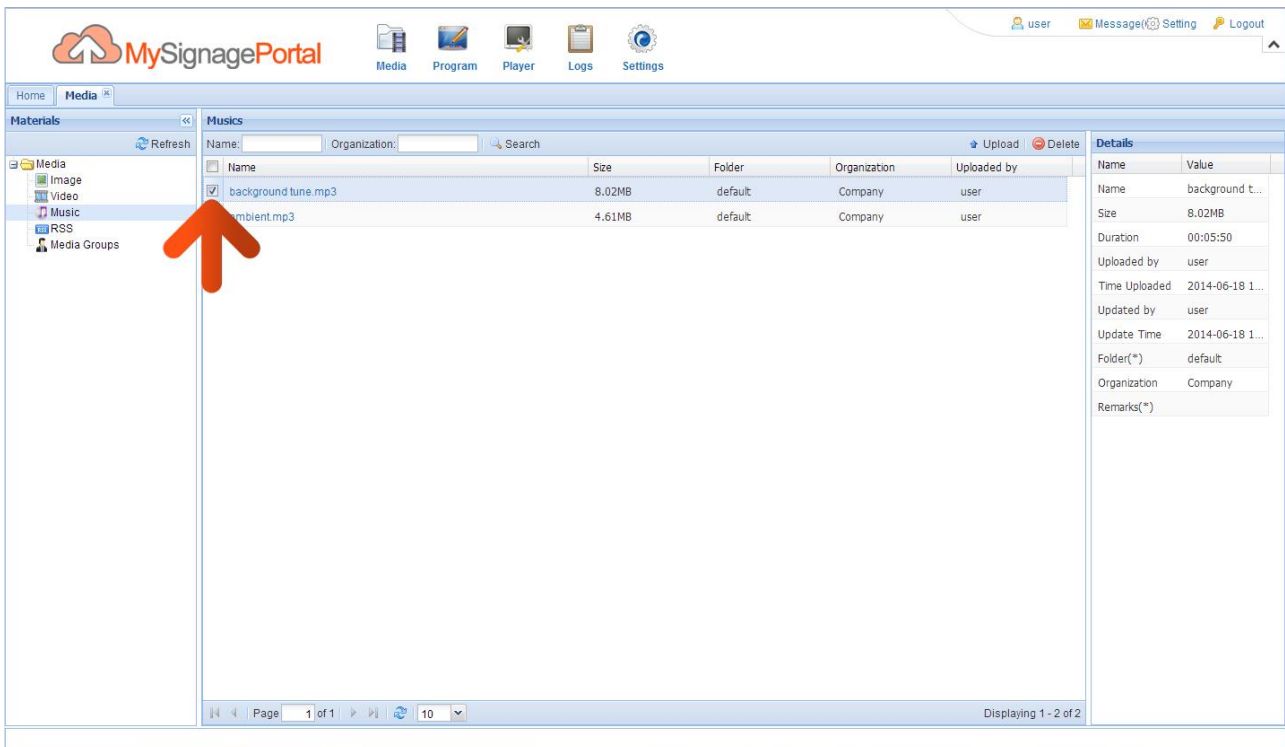 user Message( Setting Logout
MySignagePortal
Media Program Player Logs Settings
Home Media
Materials
Refresh
Media
Image
Video
Music
RSS
Media Groups
Musics
Name: Organization: Search Upload Delete
Name Size Folder Organization Uploaded by
background tune.mp3 8.02MB default Company user
mbient.mp3 4.61MB default Company user
Page 1 of 1 10 Displaying 1 - 2 of 2
Details
Name Value
Name background t...
Size 8.02MB
Duration 00:05:50
Uploaded by user
Time Uploaded 2014-06-18 1...
Updated by user
Update Time 2014-06-18 1...
Folder(*) default
Organization Company
Remarks(*)